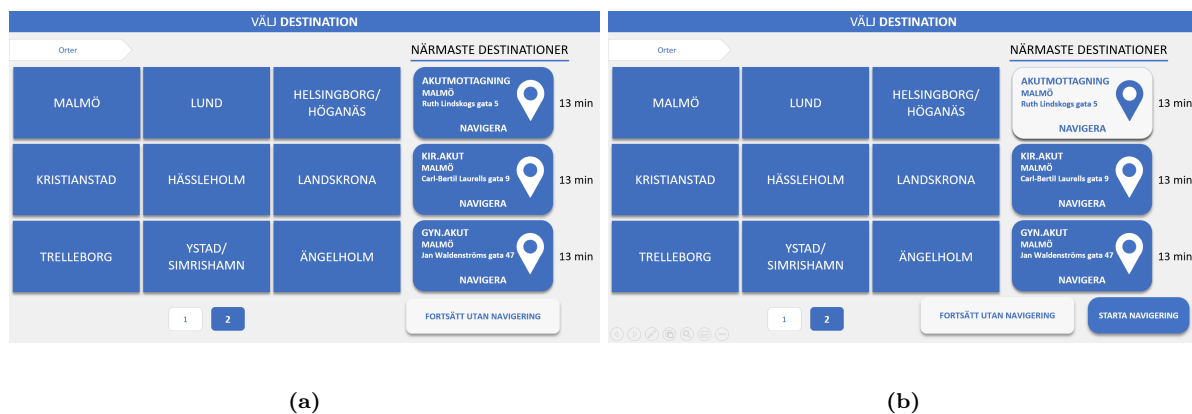 VÄLJ DESTINATION
Orter
NÄRMASTE DESTINATIONER
MALMÖ
LUND
HELSINGBORG/
HÖGANÄS
AKUTMOTTAGNING
MALMÖ
Ruth Lindskogs gata 5
NAVIGERA
13 min
KRISTIANSTAD
HÄSSLEHOLM
LANDSKRONA
KIR.AKUT
MALMÖ
Carl-Bertil Laurells gata 9
NAVIGERA
13 min
TRELLEBORG
YSTAD/
SIMRISHAMN
ÄNGELHOLM
GYN.AKUT
MALMÖ
Jan Waldenströms gata 47
NAVIGERA
13 min
1
2
FORTSÄTT UTAN NAVIGERING
(a)
VÄLJ DESTINATION
Orter
NÄRMASTE DESTINATIONER
MALMÖ
LUND
HELSINGBORG/
HÖGANÄS
AKUTMOTTAGNING
MALMÖ
Ruth Lindskogs gata 5
NAVIGERA
13 min
KRISTIANSTAD
HÄSSLEHOLM
LANDSKRONA
KIR.AKUT
MALMÖ
Carl-Bertil Laurells gata 9
NAVIGERA
13 min
TRELLEBORG
YSTAD/
SIMRISHAMN
ÄNGELHOLM
GYN.AKUT
MALMÖ
Jan Waldenströms gata 47
NAVIGERA
13 min
1
2
FORTSÄTT UTAN NAVIGERING
STARTA NAVIGERING
(b)